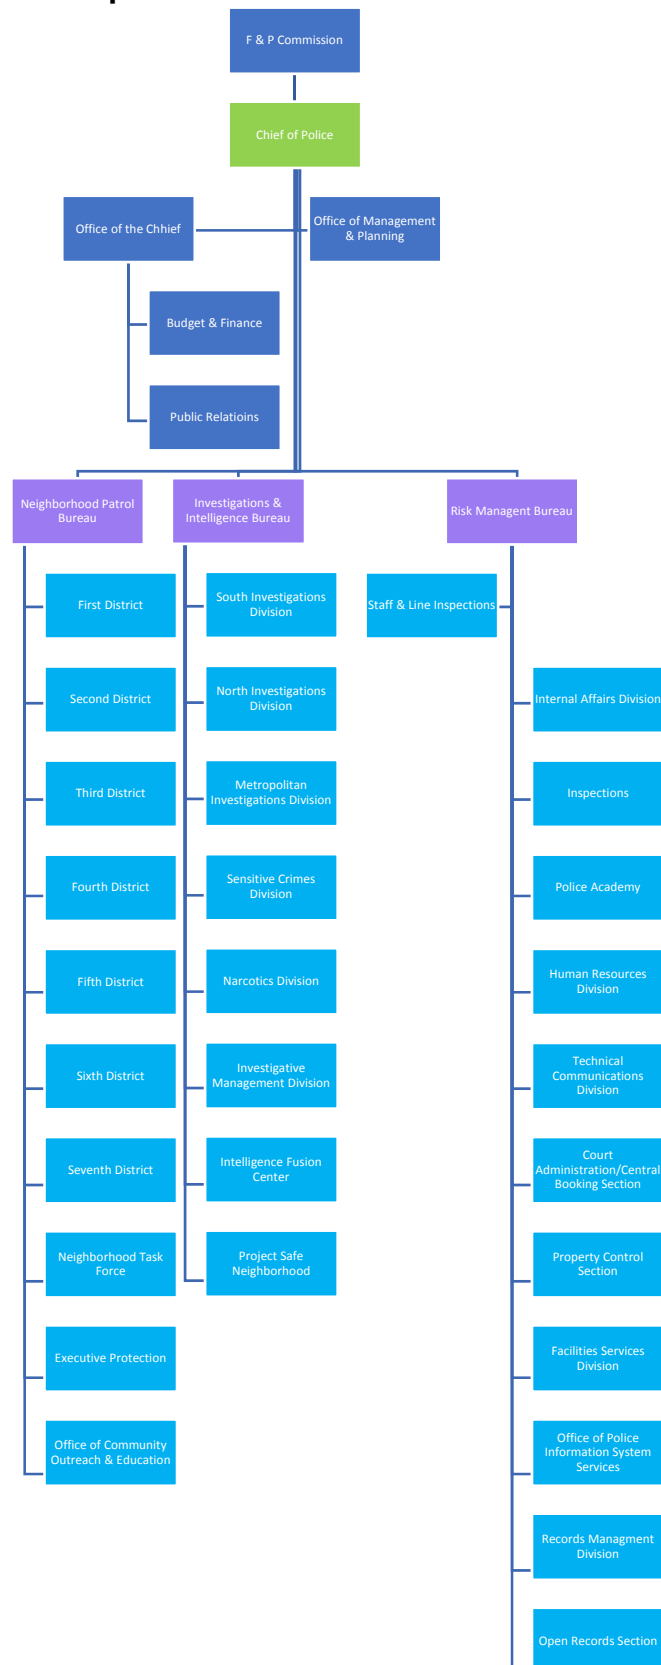 F & P Commission
Chief of Police
Office of the Chhief
Office of Management
& Planning
Budget & Finance
Public Relatioins
Neighborhood Patrol
Bureau
Investigations &
Intelligence Bureau
Risk Managent Bureau
First District
South Investigations
Division
Staff & Line Inspections
Second District
North Investigations
Division
Internal Affairs Division
Third District
Metropolitan
Investigations Division
Inspections
Fourth District
Sensitive Crimes
Division
Police Academy
Fifth District
Narcotics Division
Human Resources
Division
Sixth District
Investigative
Management Division
Technical
Communications
Division
Seventh District
Intelligence Fusion
Center
Court
Administration/Central
Booking Section
Neighborhood Task
Force
Project Safe
Neighborhood
Property Control
Section
Executive Protection
Facilities Services
Division
Office of Community
Outreach & Education
Office of Police
Information System
Services
Records Managment
Division
Open Records Section